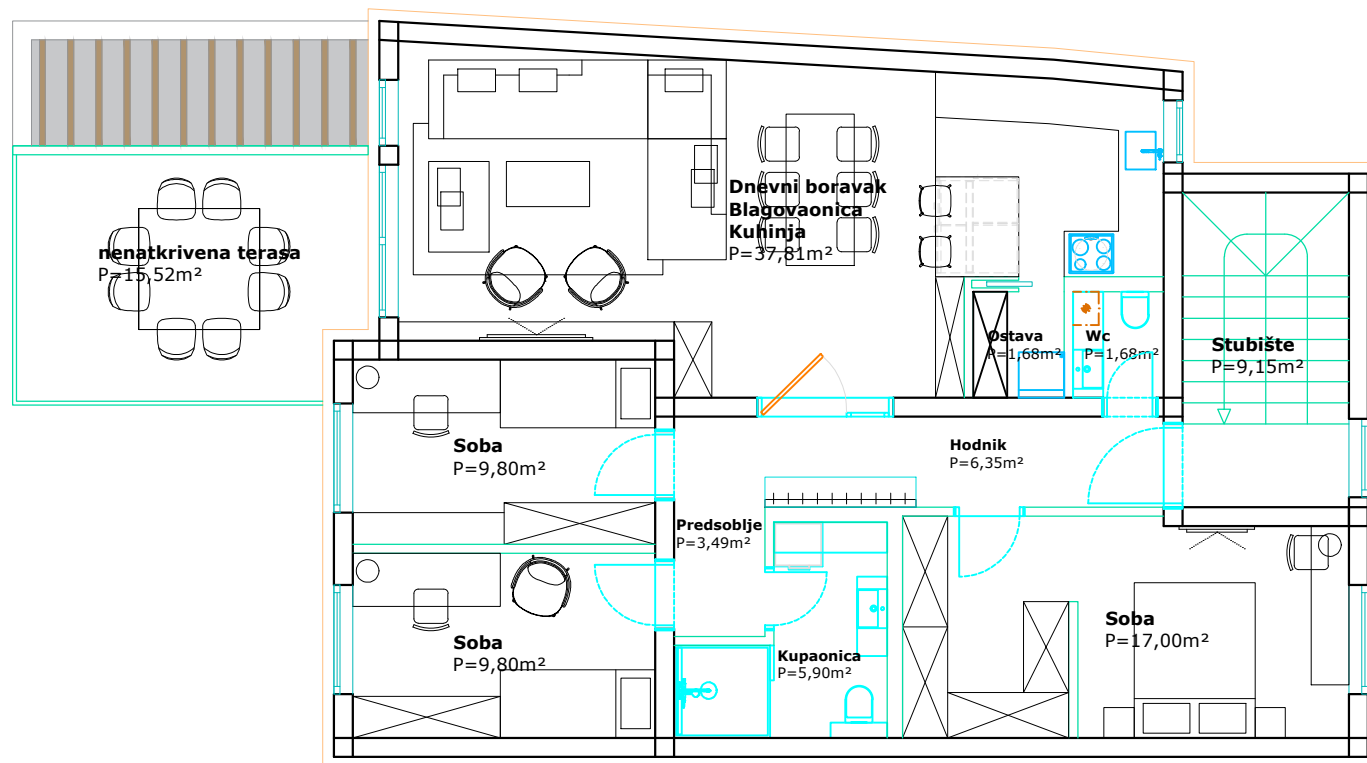 Dnevni boravak
Blagovaonica
Kuhinja
P=37,81m²
nenatkrivena terasa
P=15,52m²
Ostava
P=1,68m²
Wc
P=1,68m²
Stubište
P=9,15m²
Soba
P=9,80m²
Hodnik
P=6,35m²
Predsoblje
P=3,49m²
Soba
P=9,80m²
Kupaonica
P=5,90m²
Soba
P=17,00m²